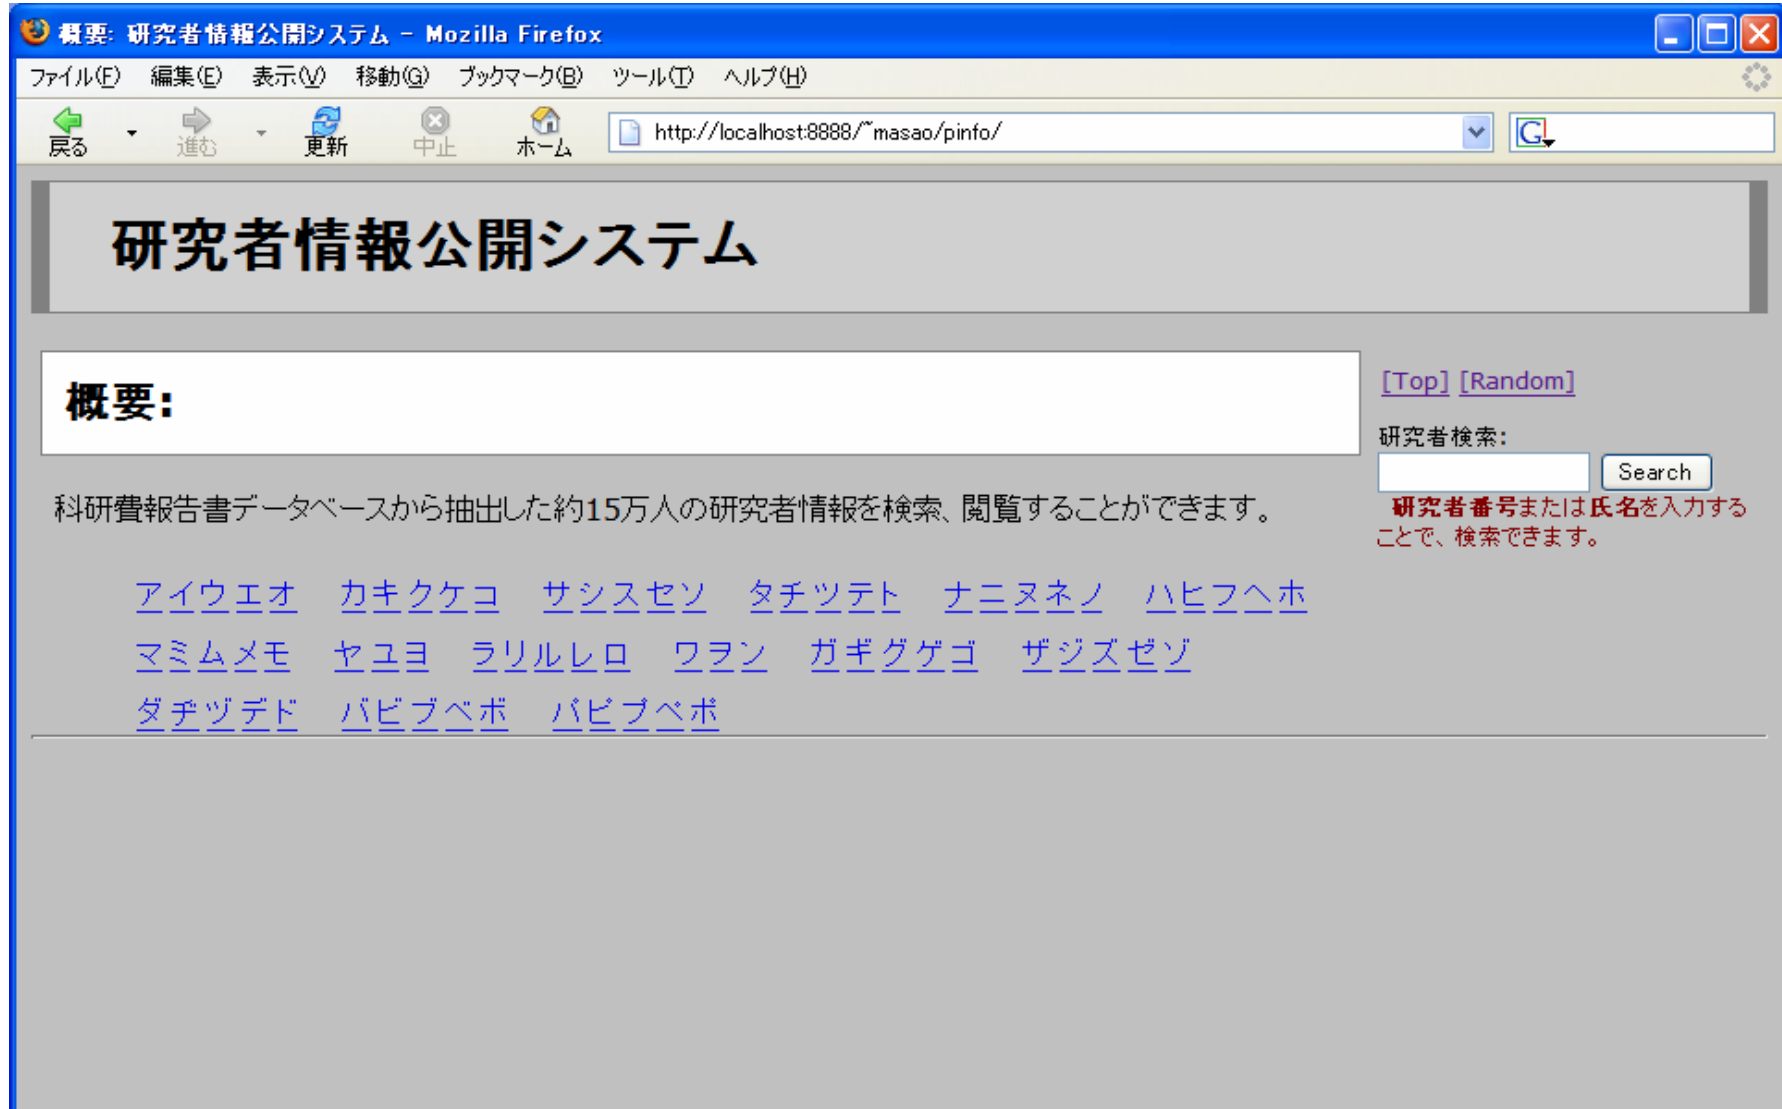 概要: 研究者情報公開システム - Mozilla Firefox
ファイル(F) 編集(E) 表示(V) 移動(G) ブックマーク(B) ツール(T) ヘルプ(H)
戻る 進む 更新 中止 ホーム http://localhost:8888/~masao/pinfo/
研究者情報公開システム
概要:
科研費報告書データベースから抽出した約15万人の研究者情報を検索、閲覧することができます。
アイウエオ カキクケコ サシスセソ タチツテト ナニヌネノ ハヒフヘホ
マミムメモ ヤユヨ ラリルレロ ワヲン ガギグゲゴ ザジズゼゾ
ダヂヅデド バビブベボ パピプペポ
[Top] [Random]
研究者検索:
Search
研究者番号または氏名を入力する
ことで、検索できます。